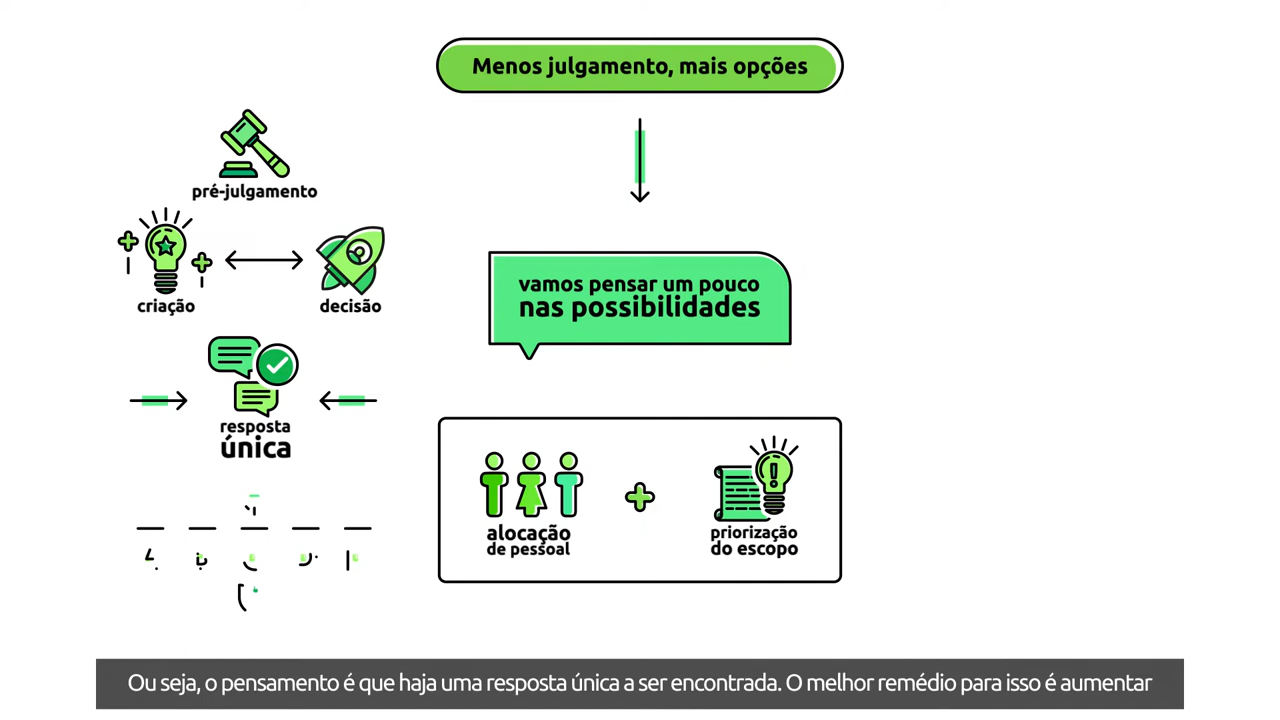 Menos julgamento, mais opções
pré-julgamento
criação
decisão
resposta
única
vamos pensar um pouco
nas possibilidades
alocação
de pessoal
priorização
do escopo
Ou seja, o pensamento é que haja uma resposta única a ser encontrada. O melhor remédio para isso é aumentar